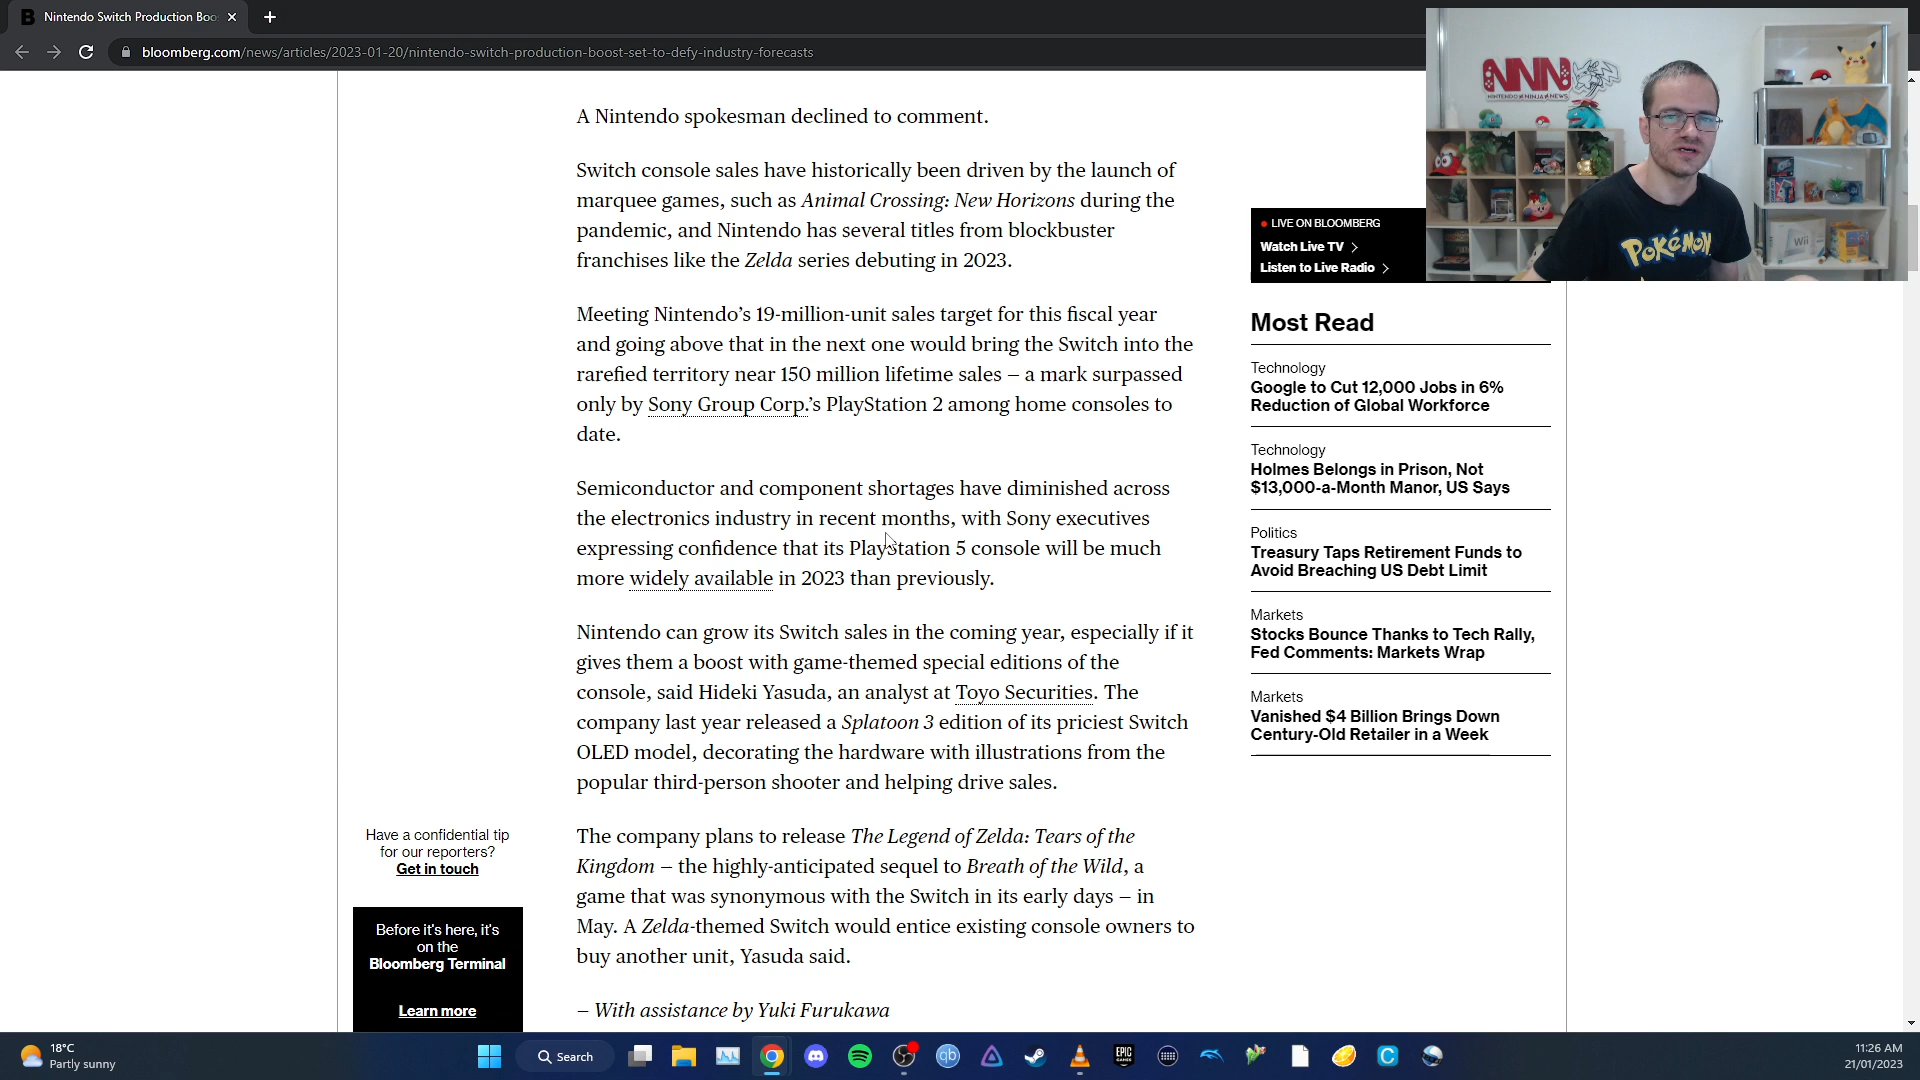 Nintendo Switch Production Boo
bloomberg.com/news/articles/2023-01-20/nintendo-switch-production-boost-set-to-defy-industry-forecasts
NNN
NINTENDO NINJA NEWS
POKéMON
Wii
A Nintendo spokesman declined to comment.
Switch console sales have historically been driven by the launch of
marquee games, such as Animal Crossing: New Horizons during the
pandemic, and Nintendo has several titles from blockbuster
franchises like the Zelda series debuting in 2023.
Meeting Nintendo’s 19-million-unit sales target for this fiscal year
and going above that in the next one would bring the Switch into the
rarefied territory near 150 million lifetime sales – a mark surpassed
only by Sony Group Corp.’s PlayStation 2 among home consoles to
date.
Semiconductor and component shortages have diminished across
the electronics industry in recent months, with Sony executives
expressing confidence that its PlayStation 5 console will be much
more widely available in 2023 than previously.
Nintendo can grow its Switch sales in the coming year, especially if it
gives them a boost with game-themed special editions of the
console, said Hideki Yasuda, an analyst at Toyo Securities. The
company last year released a Splatoon 3 edition of its priciest Switch
OLED model, decorating the hardware with illustrations from the
popular third-person shooter and helping drive sales.
The company plans to release The Legend of Zelda: Tears of the
Kingdom – the highly-anticipated sequel to Breath of the Wild, a
game that was synonymous with the Switch in its early days – in
May. A Zelda-themed Switch would entice existing console owners to
buy another unit, Yasuda said.
– With assistance by Yuki Furukawa
LIVE ON BLOOMBERG
Watch Live TV
Listen to Live Radio
Most Read
Technology
Google to Cut 12,000 Jobs in 6%
Reduction of Global Workforce
Technology
Holmes Belongs in Prison, Not
$13,000-a-Month Manor, US Says
Politics
Treasury Taps Retirement Funds to
Avoid Breaching US Debt Limit
Markets
Stocks Bounce Thanks to Tech Rally,
Fed Comments: Markets Wrap
Markets
Vanished $4 Billion Brings Down
Century-Old Retailer in a Week
Have a confidential tip
for our reporters?
Get in touch
Before it's here, it's
on the
Bloomberg Terminal
Learn more
18°C
Partly sunny
Search
qb
EPIC
GAMES
C
11:26 AM
21/01/2023